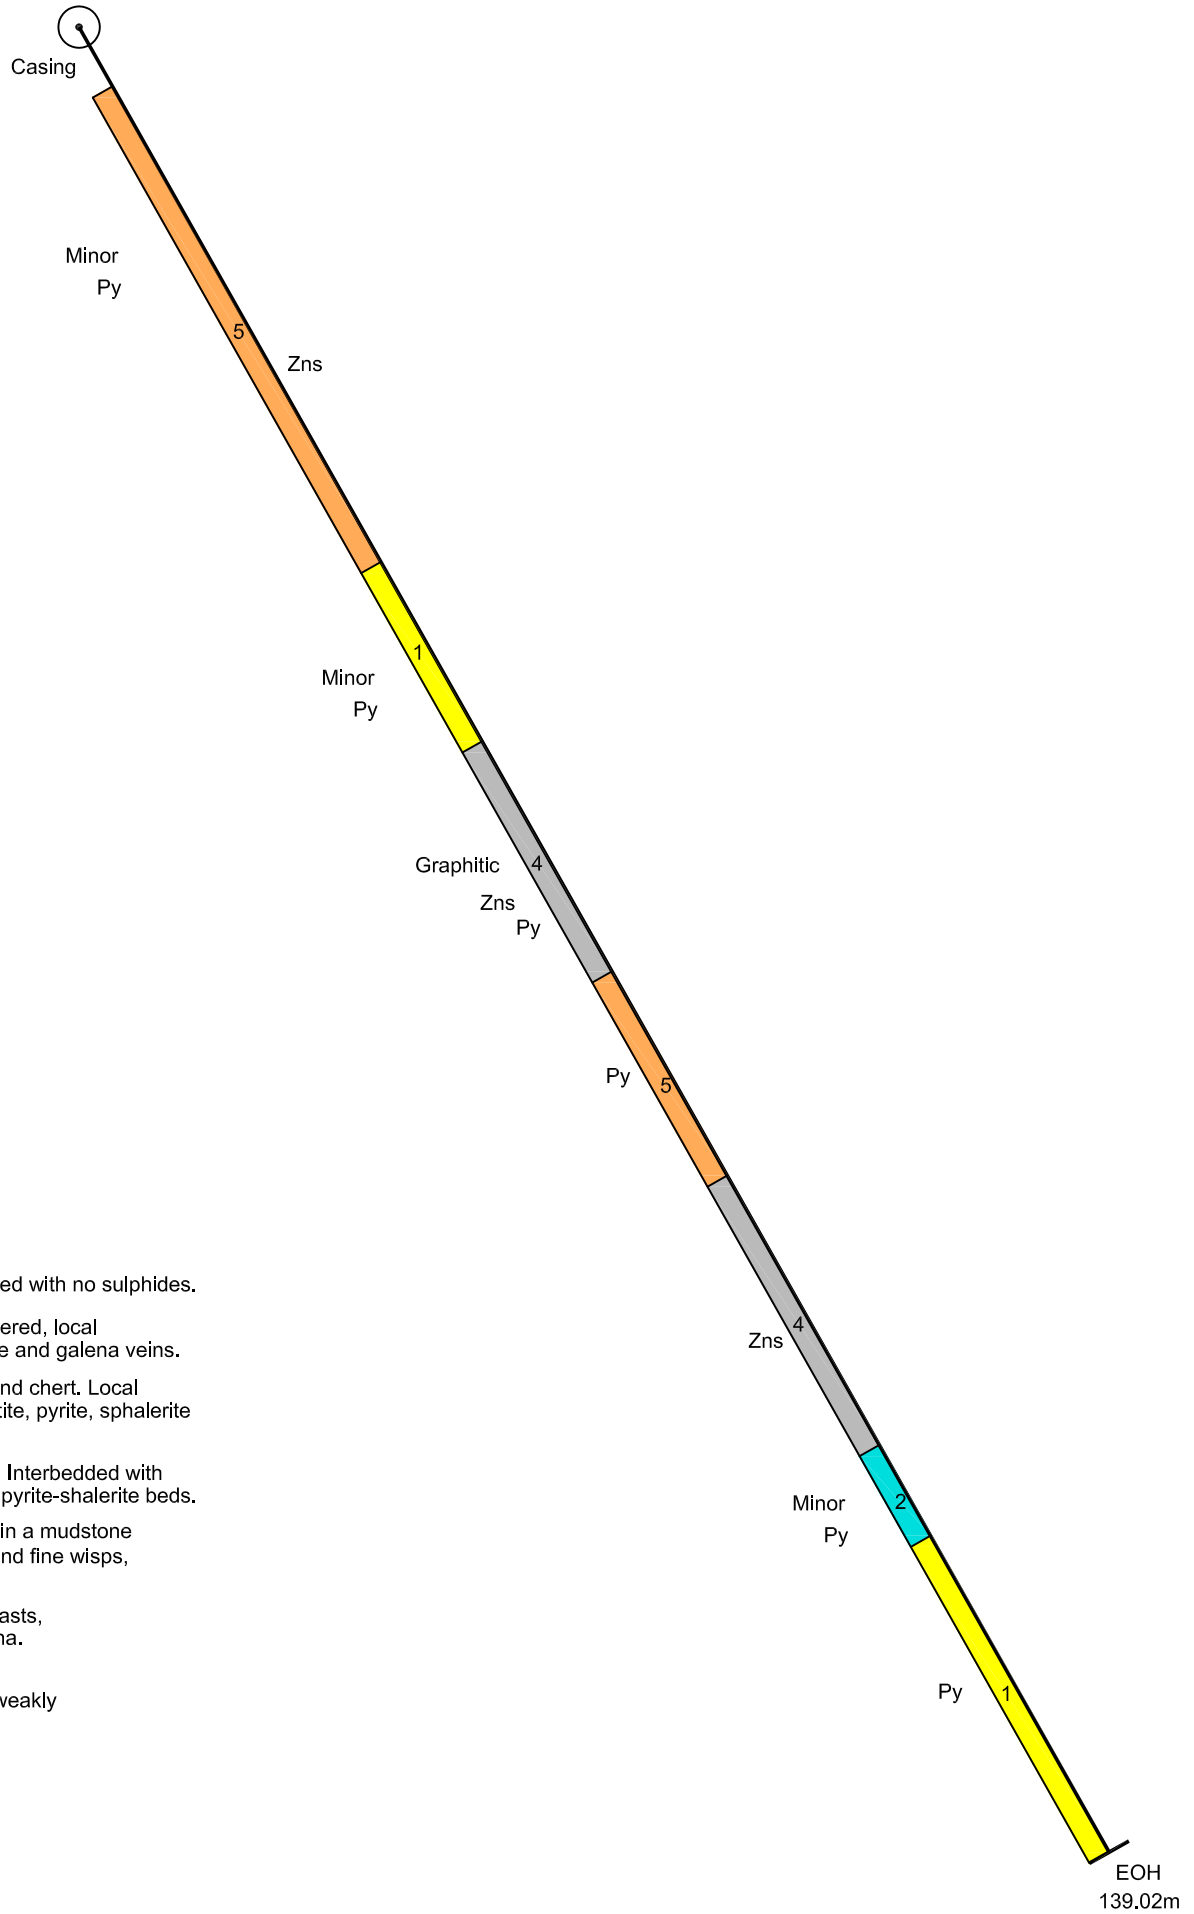 Casing
Minor
Py
5
Zns
1
Minor
Py
4
Graphitic
Zns
Py
Py
5
ed with no sulphides.
ered, local
e and galena veins.
4
Zns
nd chert. Local
tite, pyrite, sphalerite
Interbedded with
pyrite-shalerite beds.
2
Minor
Py
in a mudstone
nd fine wisps,
asts,
na.
Py
1
weakly
EOH
139.02m